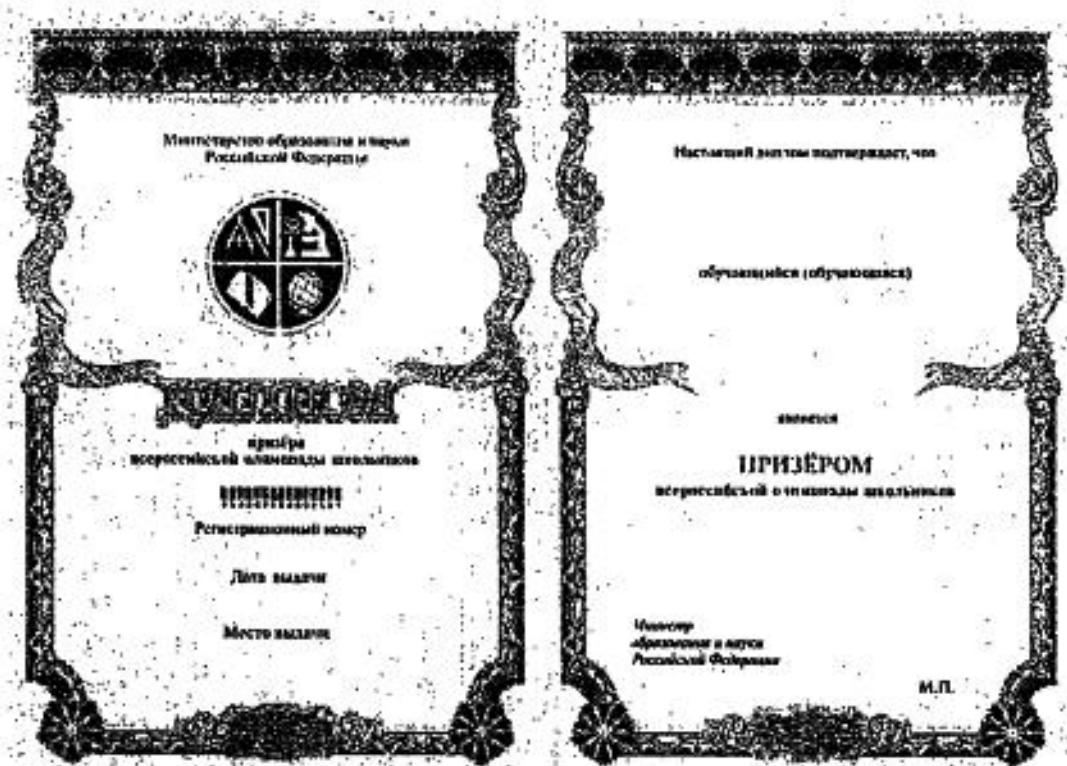 Министерство образования и науки
Российской Федерации
призёра
всероссийской олимпиады школьников
Регистрационный номер
Дата выдачи
Место выдачи
Настоящий диплом подтверждает, что
обучающийся (обучающаяся)
является
ПРИЗЁРОМ
всероссийской олимпиады школьников
Министр
образования и науки
Российской Федерации
М.П.